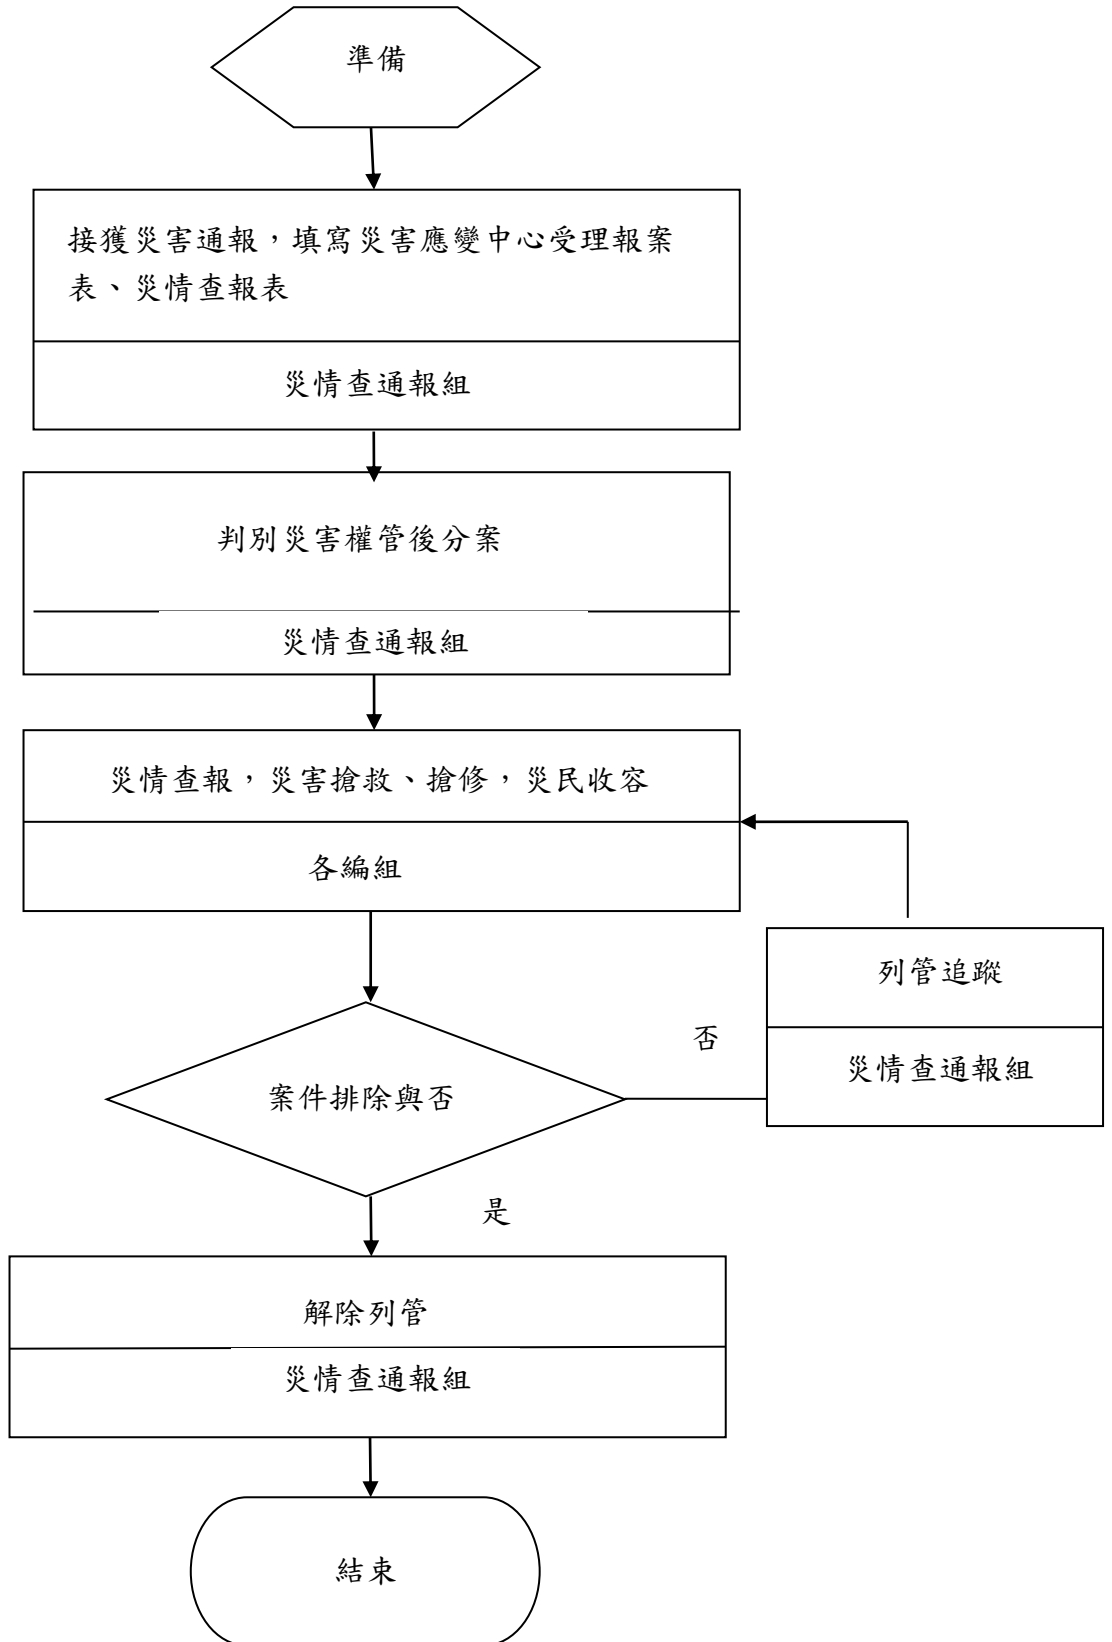 準備
接獲災害通報，填寫災害應變中心受理報案
表、災情查報表
災情查通報組
判別災害權管後分案
災情查通報組
災情查報，災害搶救、搶修，災民收容
各編組
列管追蹤
災情查通報組
否
案件排除與否
是
解除列管
災情查通報組
結束